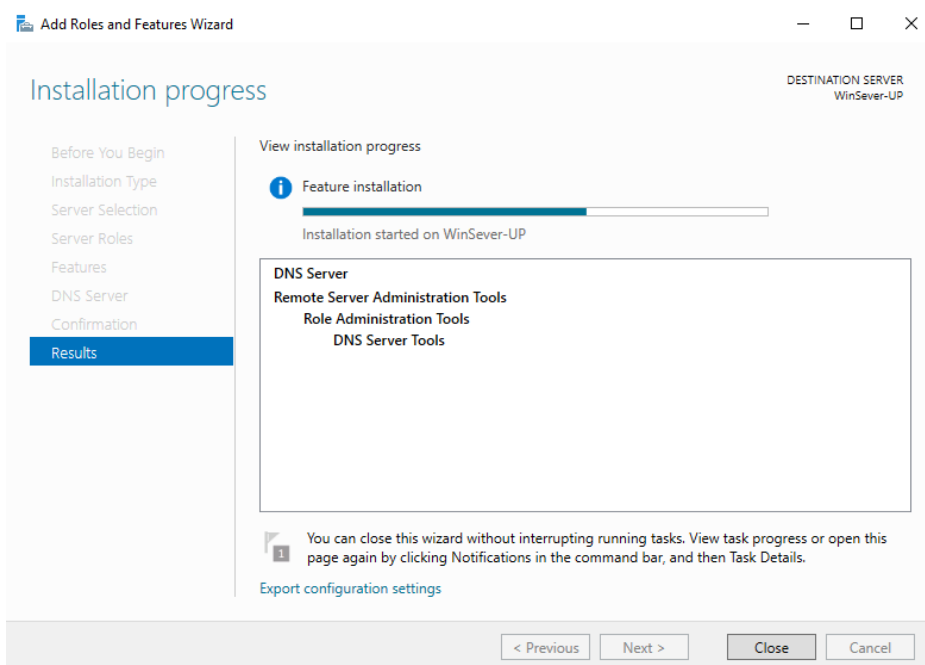 Add Roles and Features Wizard
Installation progress
DESTINATION SERVER
WinSever-UP
Before You Begin
Installation Type
Server Selection
Server Roles
Features
DNS Server
Confirmation
Results
View installation progress
Feature installation
Installation started on WinSever-UP
DNS Server
Remote Server Administration Tools
Role Administration Tools
DNS Server Tools
1
You can close this wizard without interrupting running tasks. View task progress or open this
page again by clicking Notifications in the command bar, and then Task Details.
Export configuration settings
< Previous
Next >
Close
Cancel